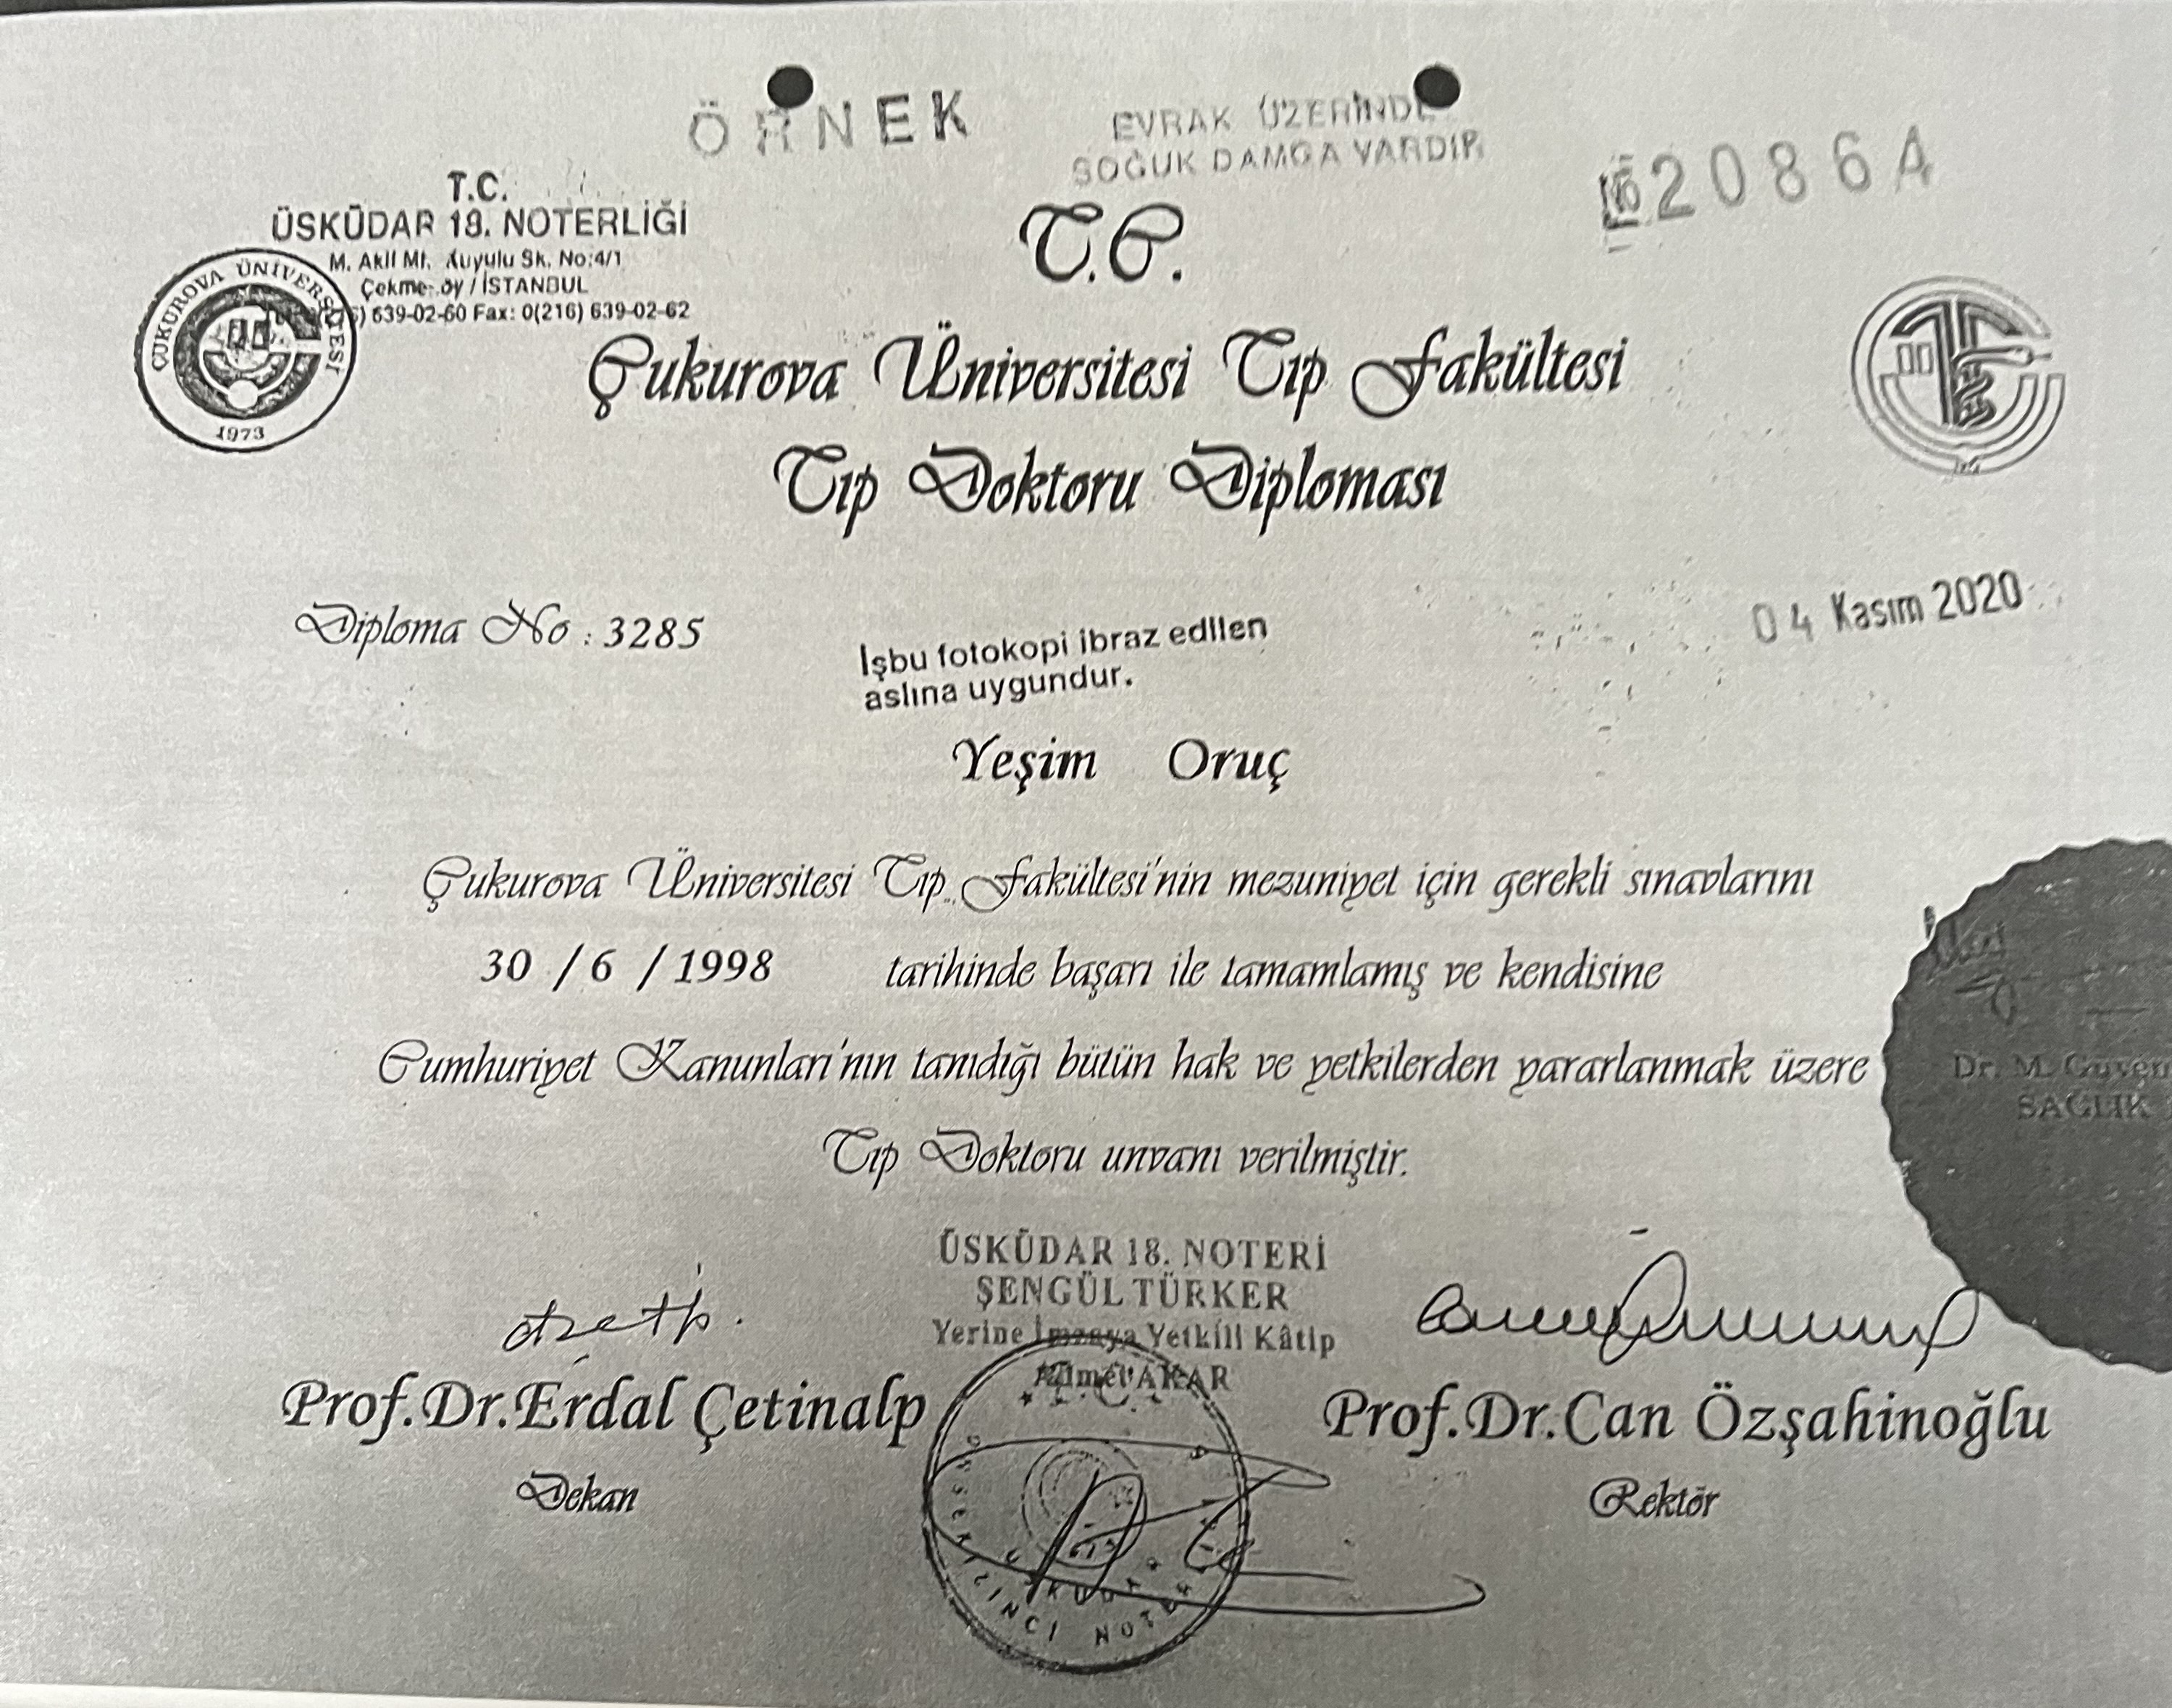 ÖRNEK
EVRAK ÜZERİNDE
SOĞUK DAMGA VARDIR
20864
T.C.
ÜSKÜDAR 18. NOTERLİĞİ
M. Akif Mh. Kuyulu Sk. No:4/1
Çekmeköy / İSTANBUL
639-02-60 Fax: 0(216) 639-02-62
ÇUKUROVA ÜNİVERSİTESİ
1973
T.C.
Çukurova Üniversitesi Tıp Fakültesi
Tıp Doktoru Diploması
Diploma No : 3285
04 Kasım 2020
İşbu fotokopi ibraz edilen
aslına uygundur.
Yeşim Oruç
Çukurova Üniversitesi Tıp Fakültesi'nin mezuniyet için gerekli sınavlarını
30 / 6 / 1998 tarihinde başarı ile tamamlamış ve kendisine
Cumhuriyet Kanunları'nın tanıdığı bütün hak ve yetkilerden yararlanmak üzere
Tıp Doktoru unvanı verilmiştir.
Dr. M. Güven
SAĞLIK
ÜSKÜDAR 18. NOTERİ
ŞENGÜL TÜRKER
Yerine İmzaya Yetkili Kâtip
AKAR
T.C.
Prof.Dr.Erdal Çetinalp
Dekan
Prof.Dr.Can Özşahinoğlu
Rektör